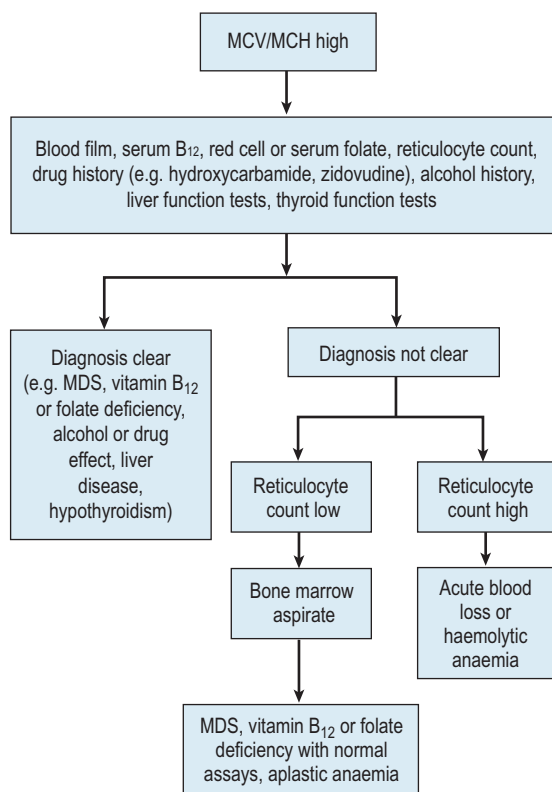 MCV/MCH high
Blood film, serum B₁₂, red cell or serum folate, reticulocyte count,
drug history (e.g. hydroxycarbamide, zidovudine), alcohol history,
liver function tests, thyroid function tests
Diagnosis clear
(e.g. MDS, vitamin B₁₂
or folate deficiency,
alcohol or drug
effect, liver
disease,
hypothyroidism)
Diagnosis not clear
Reticulocyte
count low
Reticulocyte
count high
Bone marrow
aspirate
Acute blood
loss or
haemolytic
anaemia
MDS, vitamin B₁₂ or folate
deficiency with normal
assays, aplastic anaemia